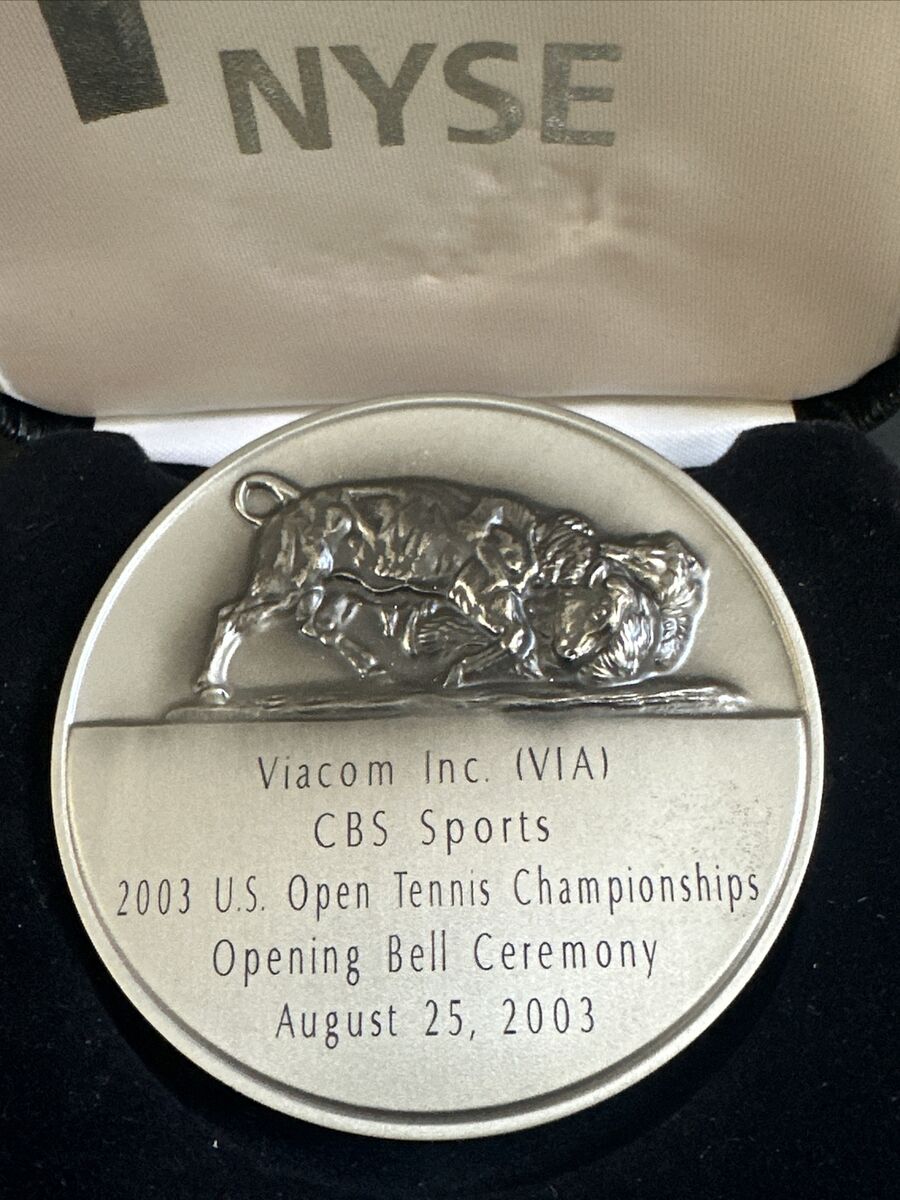 NYSE
Viacom Inc. (VIA)
CBS Sports
2003 U.S. Open Tennis Championships
Opening Bell Ceremony
August 25, 2003